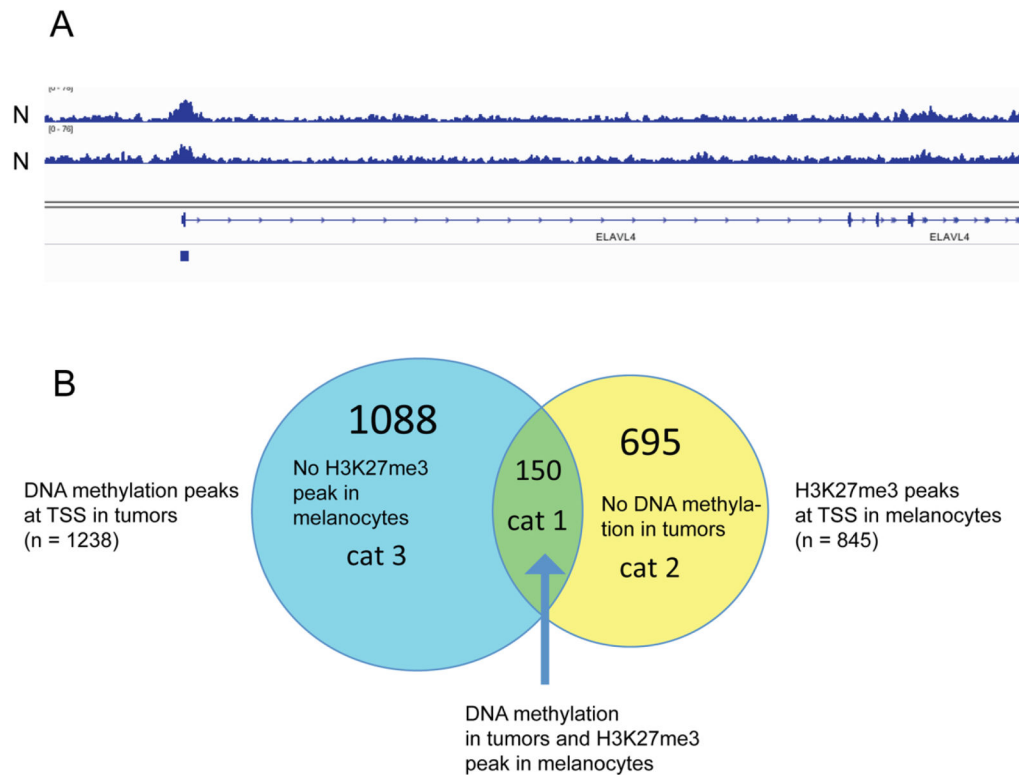 A
N
[0 - 76]
N
ELAVL4
ELAVL4
B
1088
No H3K27me3
peak in
melanocytes
cat 3
150
cat 1
695
No DNA methyla-
tion in tumors
cat 2
DNA methylation peaks
at TSS in tumors
(n = 1238)
H3K27me3 peaks
at TSS in melanocytes
(n = 845)
DNA methylation
in tumors and H3K27me3
peak in melanocytes